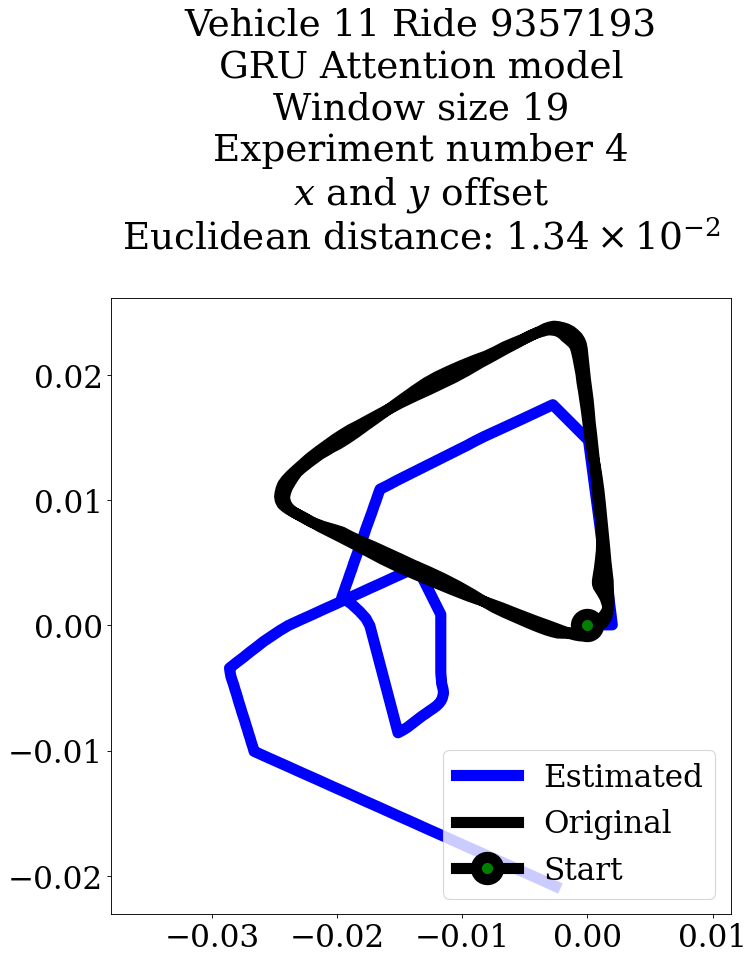 Vehicle 11 Ride 9357193
GRU Attention model
Window size 19
Experiment number 4
x and y offset
Euclidean distance: 1.34 × 10⁻²
0.02
0.01
0.00
−0.01
−0.02
Estimated
Original
Start
−0.03 −0.02 −0.01 0.00 0.01